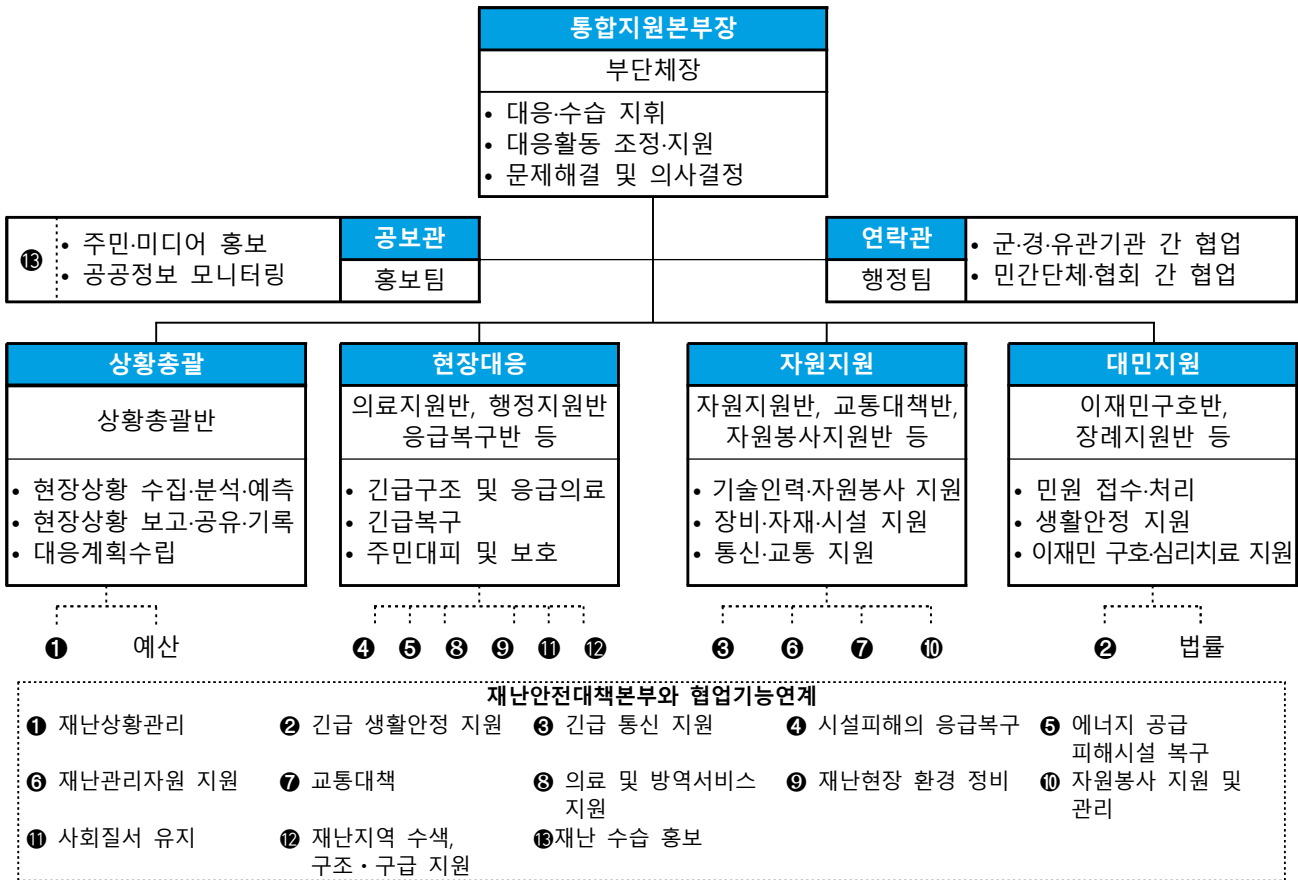 통합지원본부장
부단체장
• 대응·수습 지휘
• 대응활동 조정·지원
• 문제해결 및 의사결정
⓭
• 주민·미디어 홍보
• 공공정보 모니터링
공보관
홍보팀
연락관
행정팀
• 군·경·유관기관 간 협업
• 민간단체·협회 간 협업
상황총괄
상황총괄반
• 현장상황 수집·분석·예측
• 현장상황 보고·공유·기록
• 대응계획수립
❶ 예산
현장대응
의료지원반, 행정지원반
응급복구반 등
• 긴급구조 및 응급의료
• 긴급복구
• 주민대피 및 보호
❹ ❺ ❽ ❾ ⓫ ⓬
자원지원
자원지원반, 교통대책반,
자원봉사지원반 등
• 기술인력·자원봉사 지원
• 장비·자재·시설 지원
• 통신·교통 지원
❸ ❻ ❼ ❿
대민지원
이재민구호반,
장례지원반 등
• 민원 접수·처리
• 생활안정 지원
• 이재민 구호·심리치료 지원
❷ 법률
재난안전대책본부와 협업기능연계
❶ 재난상황관리
❷ 긴급 생활안정 지원
❸ 긴급 통신 지원
❹ 시설피해의 응급복구
❺ 에너지 공급
피해시설 복구
❻ 재난관리자원 지원
❼ 교통대책
❽ 의료 및 방역서비스
지원
❾ 재난현장 환경 정비
❿ 자원봉사 지원 및
관리
⓫ 사회질서 유지
⓬ 재난지역 수색,
구조・구급 지원
⓭재난 수습 홍보